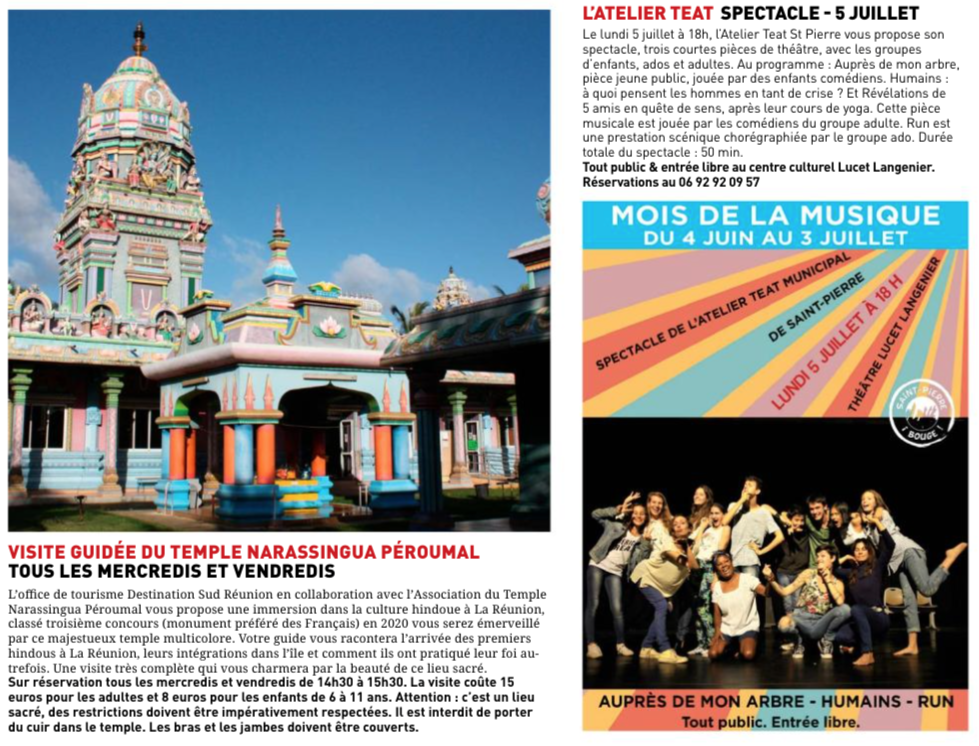 VISITE GUIDÉE DU TEMPLE NARASSINGUA PÉROUMAL
TOUS LES MERCREDIS ET VENDREDIS
L'office de tourisme Destination Sud Réunion en collaboration avec l'Association du Temple
Narassingua Péroumal vous propose une immersion dans la culture hindoue à La Réunion,
classé troisième concours (monument préféré des Français) en 2020 vous serez émerveillé
par ce majestueux temple multicolore. Votre guide vous racontera l'arrivée des premiers
hindous à La Réunion, leurs intégrations dans l'île et comment ils ont pratiqué leur foi au-
trefois. Une visite très complète qui vous charmera par la beauté de ce lieu sacré.
Sur réservation tous les mercredis et vendredis de 14h30 à 15h30. La visite coûte 15
euros pour les adultes et 8 euros pour les enfants de 6 à 11 ans. Attention : c'est un lieu
sacré, des restrictions doivent être impérativement respectées. Il est interdit de porter
du cuir dans le temple. Les bras et les jambes doivent être couverts.
L'ATELIER TEAT SPECTACLE - 5 JUILLET
Le lundi 5 juillet à 18h, l'Atelier Teat St Pierre vous propose son
spectacle, trois courtes pièces de théâtre, avec les groupes
d'enfants, ados et adultes. Au programme : Auprès de mon arbre,
pièce jeune public, jouée par des enfants comédiens. Humains :
à quoi pensent les hommes en tant de crise ? Et Révélations de
5 amis en quête de sens, après leur cours de yoga. Cette pièce
musicale est jouée par les comédiens du groupe adulte. Run est
une prestation scénique chorégraphiée par le groupe ado. Durée
totale du spectacle : 50 min.
Tout public & entrée libre au centre culturel Lucet Langenier.
Réservations au 06 92 92 09 57
MOIS DE LA MUSIQUE
DU 4 JUIN AU 3 JUILLET
SPECTACLE DE L'ATELIER TEAT MUNICIPAL
DE SAINT-PIERRE
LUNDI 5 JUILLET À 18 H
THÉÂTRE LUCET LANGENIER
SAINT-PIERRE
BOUGE !
AUPRÈS DE MON ARBRE - HUMAINS - RUN
Tout public. Entrée libre.